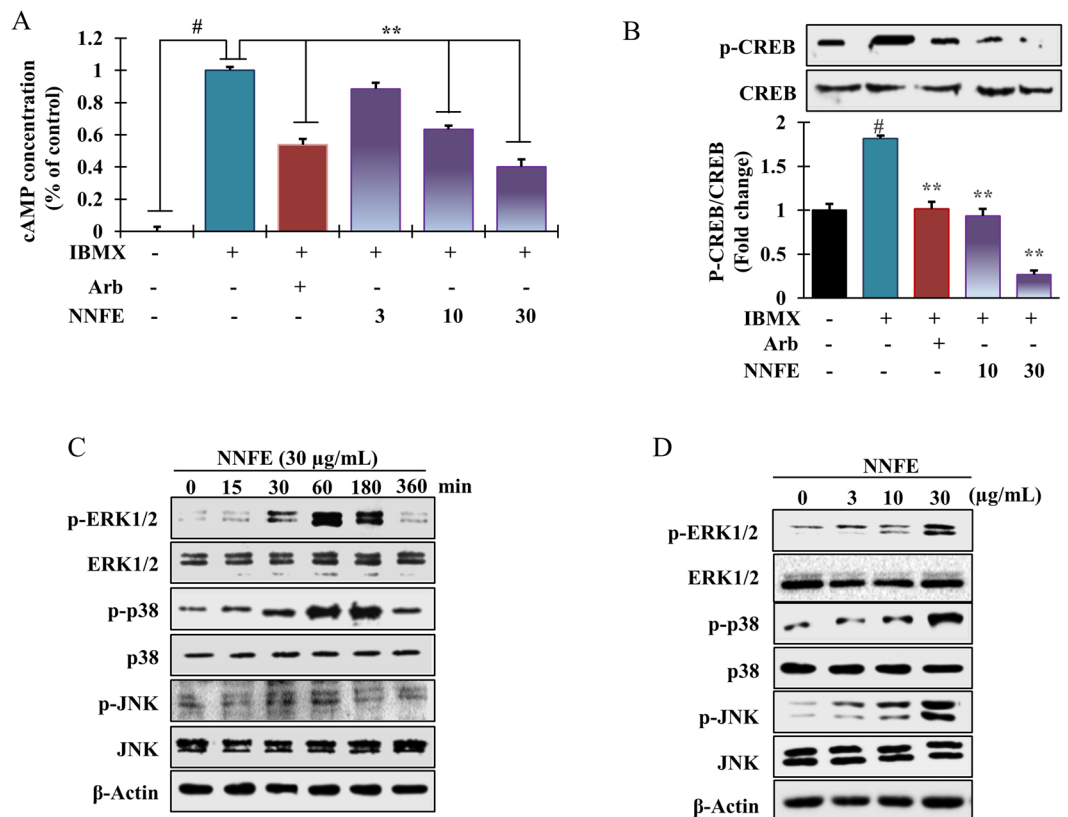 A
cAMP concentration
(% of control)
1.2
1
0.8
0.6
0.4
0.2
0
#
**
IBMX - + + + + +
Arb - - + - - -
NNFE - - - 3 10 30
B
p-CREB
CREB
P-CREB/CREB
(Fold change)
2
1.5
1
0.5
0
#
**
**
**
IBMX - + + + +
Arb - - + - -
NNFE - - - 10 30
C
NNFE (30 μg/mL)
0 15 30 60 180 360 min
p-ERK1/2
ERK1/2
p-p38
p38
p-JNK
JNK
β-Actin
D
NNFE
0 3 10 30 (μg/mL)
p-ERK1/2
ERK1/2
p-p38
p38
p-JNK
JNK
β-Actin